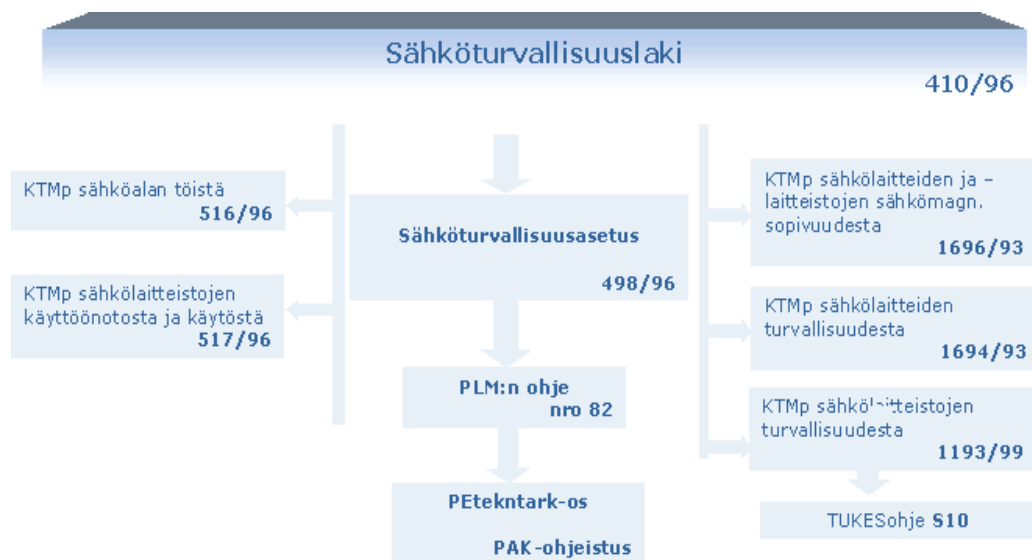 Sähköturvallisuuslaki
410/96
KTMp sähköalan töistä
516/96
KTMp sähkölaitteistojen
käyttöönotosta ja käytöstä
517/96
Sähköturvallisuusasetus
498/96
PLM:n ohje
nro 82
PEtekntark-os
PAK-ohjeistus
KTMp sähkölaitteiden ja –
laitteistojen sähkömagn.
sopivuudesta
1696/93
KTMp sähkölaitteiden
turvallisuudesta
1694/93
KTMp sähkölaitteistojen
turvallisuudesta
1193/99
TUKESohje S10